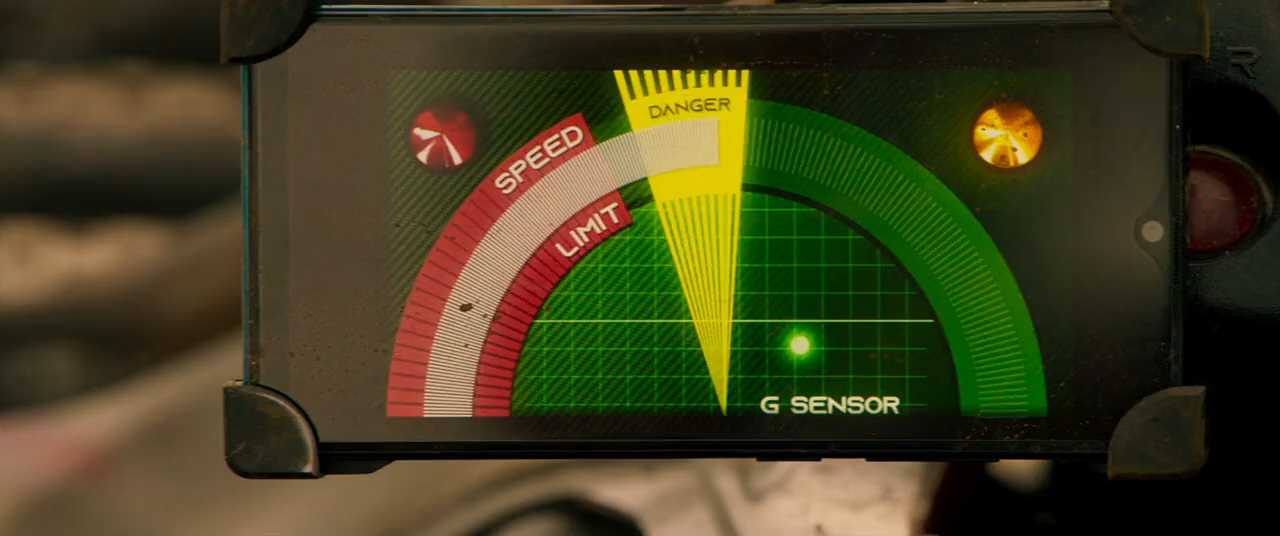 DANGER
SPEED
LIMIT
G SENSOR
R